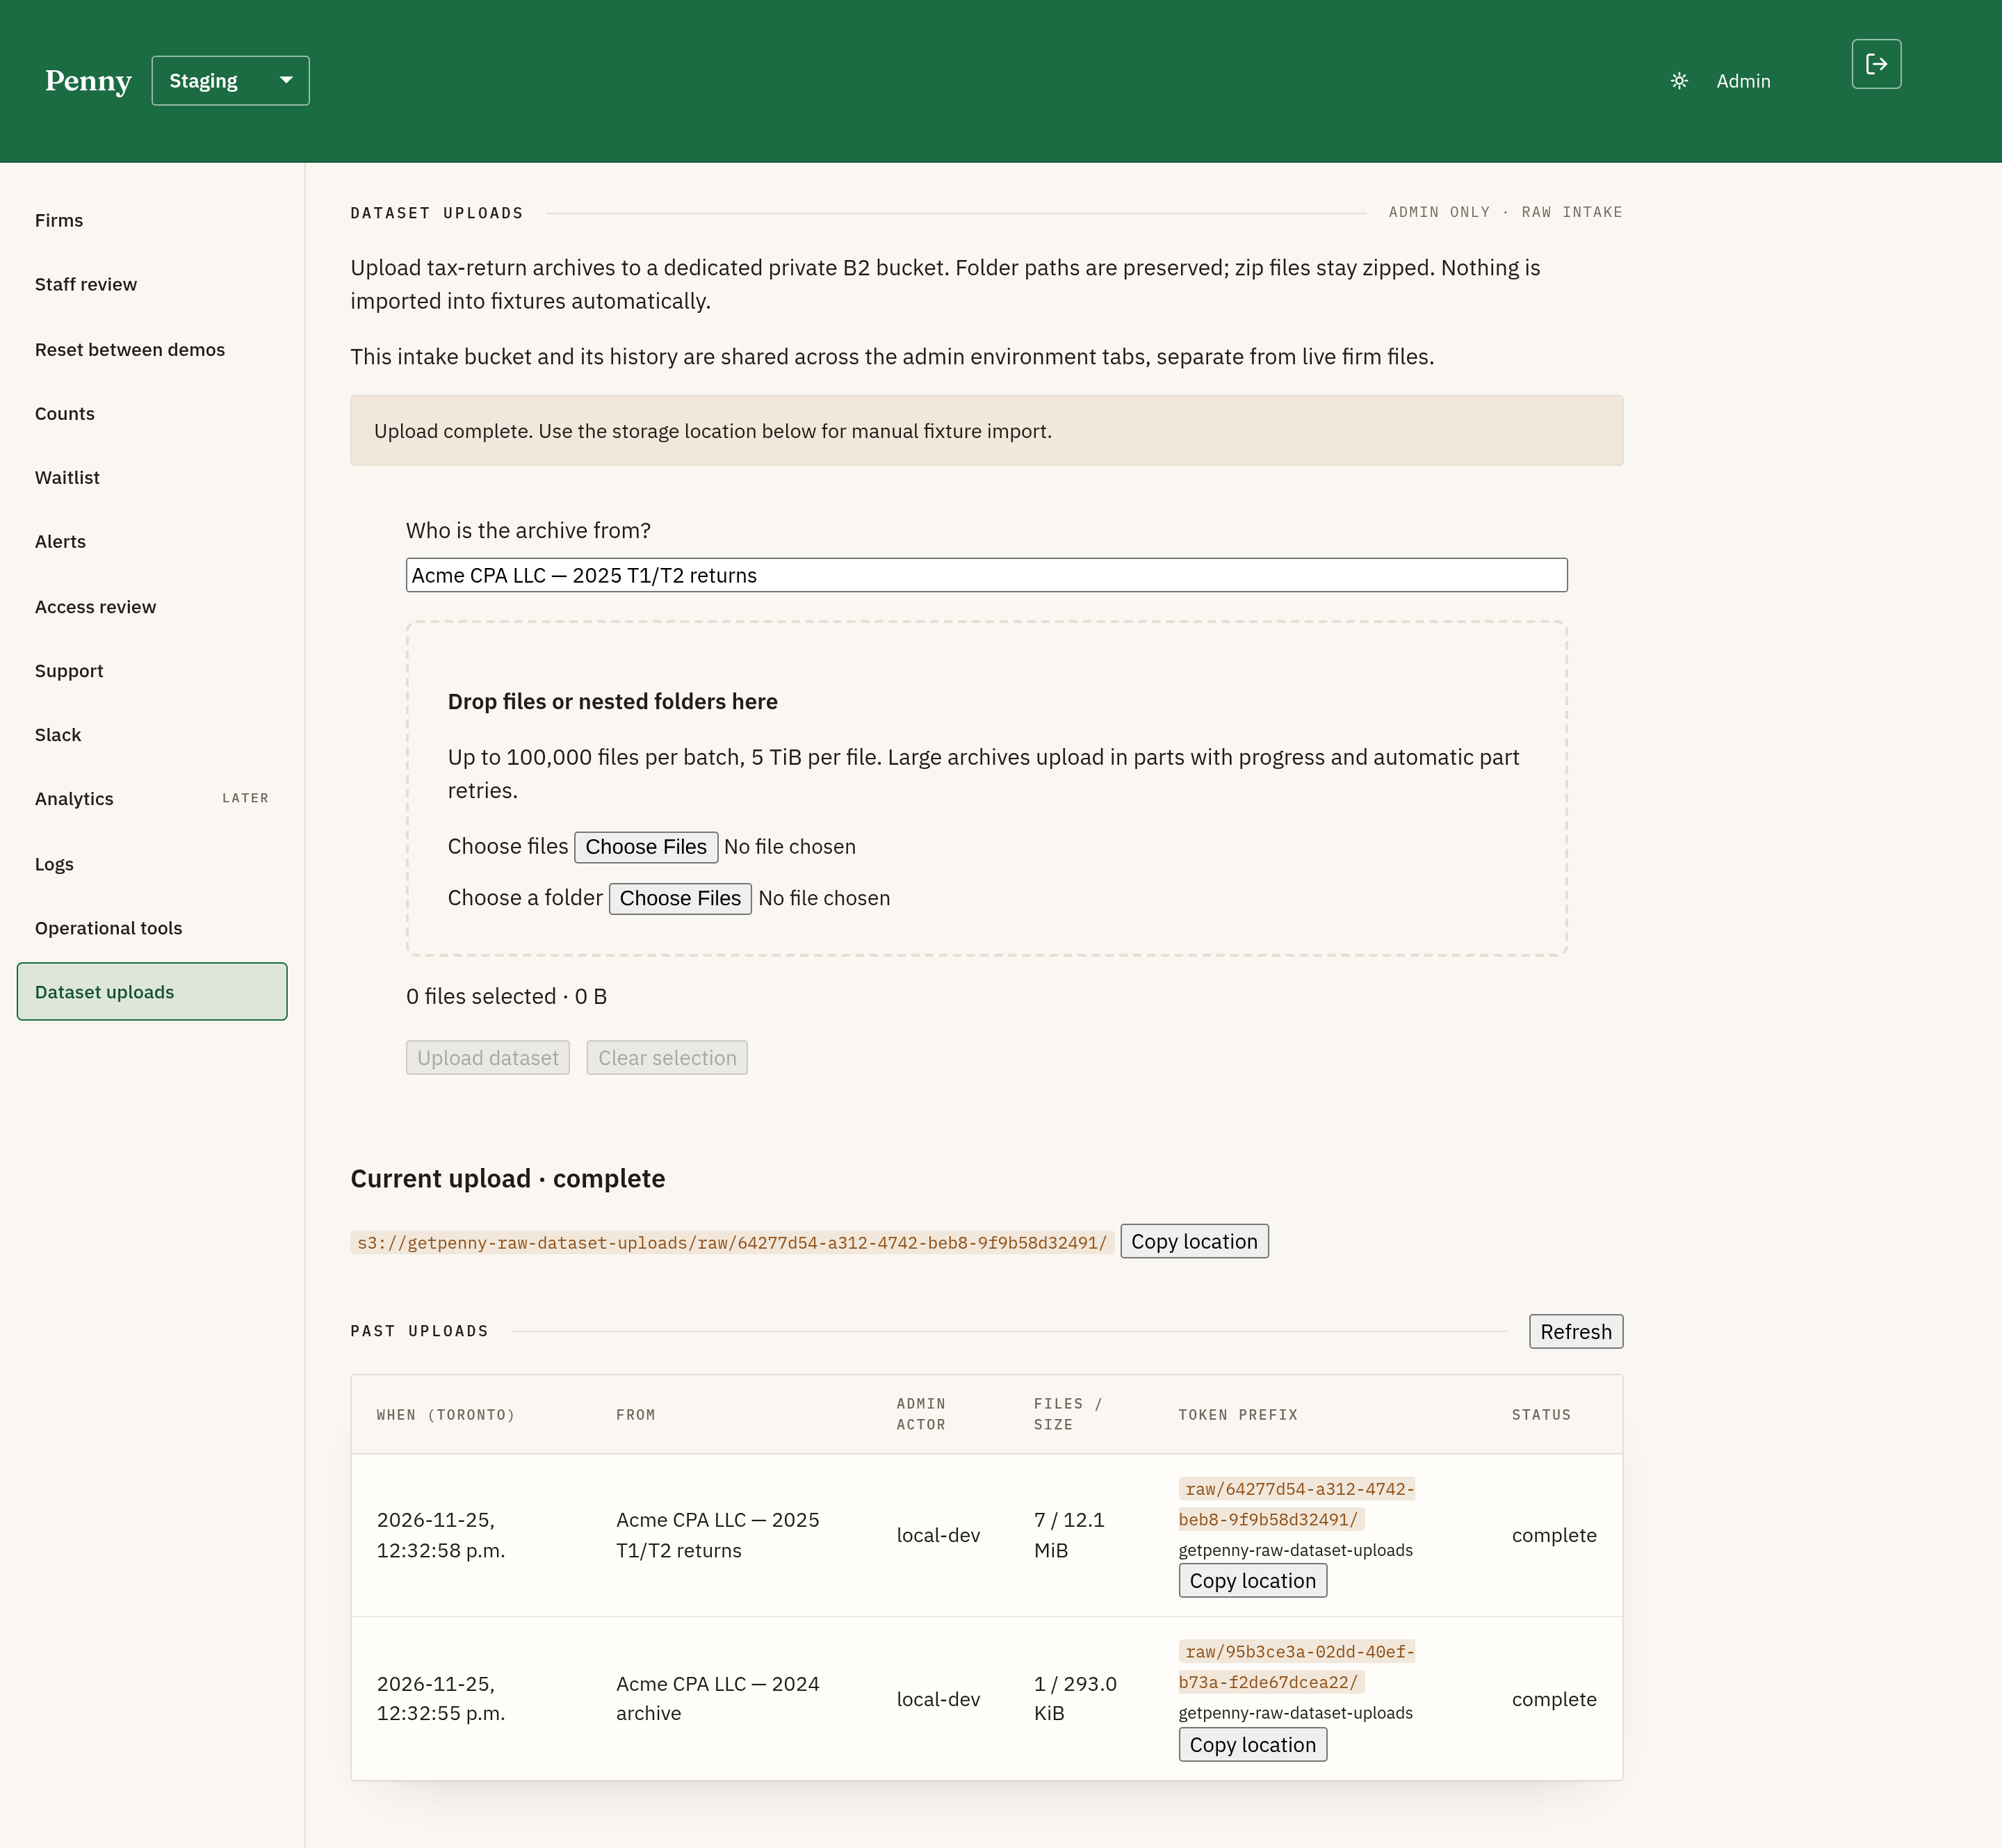 Penny
Staging
Admin
Firms
Staff review
Reset between demos
Counts
Waitlist
Alerts
Access review
Support
Slack
Analytics
LATER
Logs
Operational tools
Dataset uploads
DATASET UPLOADS
ADMIN ONLY · RAW INTAKE
Upload tax-return archives to a dedicated private B2 bucket. Folder paths are preserved; zip files stay zipped. Nothing is
imported into fixtures automatically.
This intake bucket and its history are shared across the admin environment tabs, separate from live firm files.
Upload complete. Use the storage location below for manual fixture import.
Who is the archive from?
Acme CPA LLC — 2025 T1/T2 returns
Drop files or nested folders here
Up to 100,000 files per batch, 5 TiB per file. Large archives upload in parts with progress and automatic part
retries.
Choose files Choose Files No file chosen
Choose a folder Choose Files No file chosen
0 files selected · 0 B
Upload dataset Clear selection
Current upload · complete
s3://getpenny-raw-dataset-uploads/raw/64277d54-a312-4742-beb8-9f9b58d32491/ Copy location
PAST UPLOADS
Refresh
WHEN (TORONTO)
FROM
ADMIN
ACTOR
FILES /
SIZE
TOKEN PREFIX
STATUS
2026-11-25,
12:32:58 p.m.
Acme CPA LLC — 2025
T1/T2 returns
local-dev
7 / 12.1
MiB
raw/64277d54-a312-4742-
beb8-9f9b58d32491/
getpenny-raw-dataset-uploads
Copy location
complete
2026-11-25,
12:32:55 p.m.
Acme CPA LLC — 2024
archive
local-dev
1 / 293.0
KiB
raw/95b3ce3a-02dd-40ef-
b73a-f2de67dcea22/
getpenny-raw-dataset-uploads
Copy location
complete